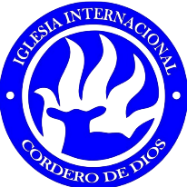 IGLESIA INTERNACIONAL
CORDERO DE DIOS